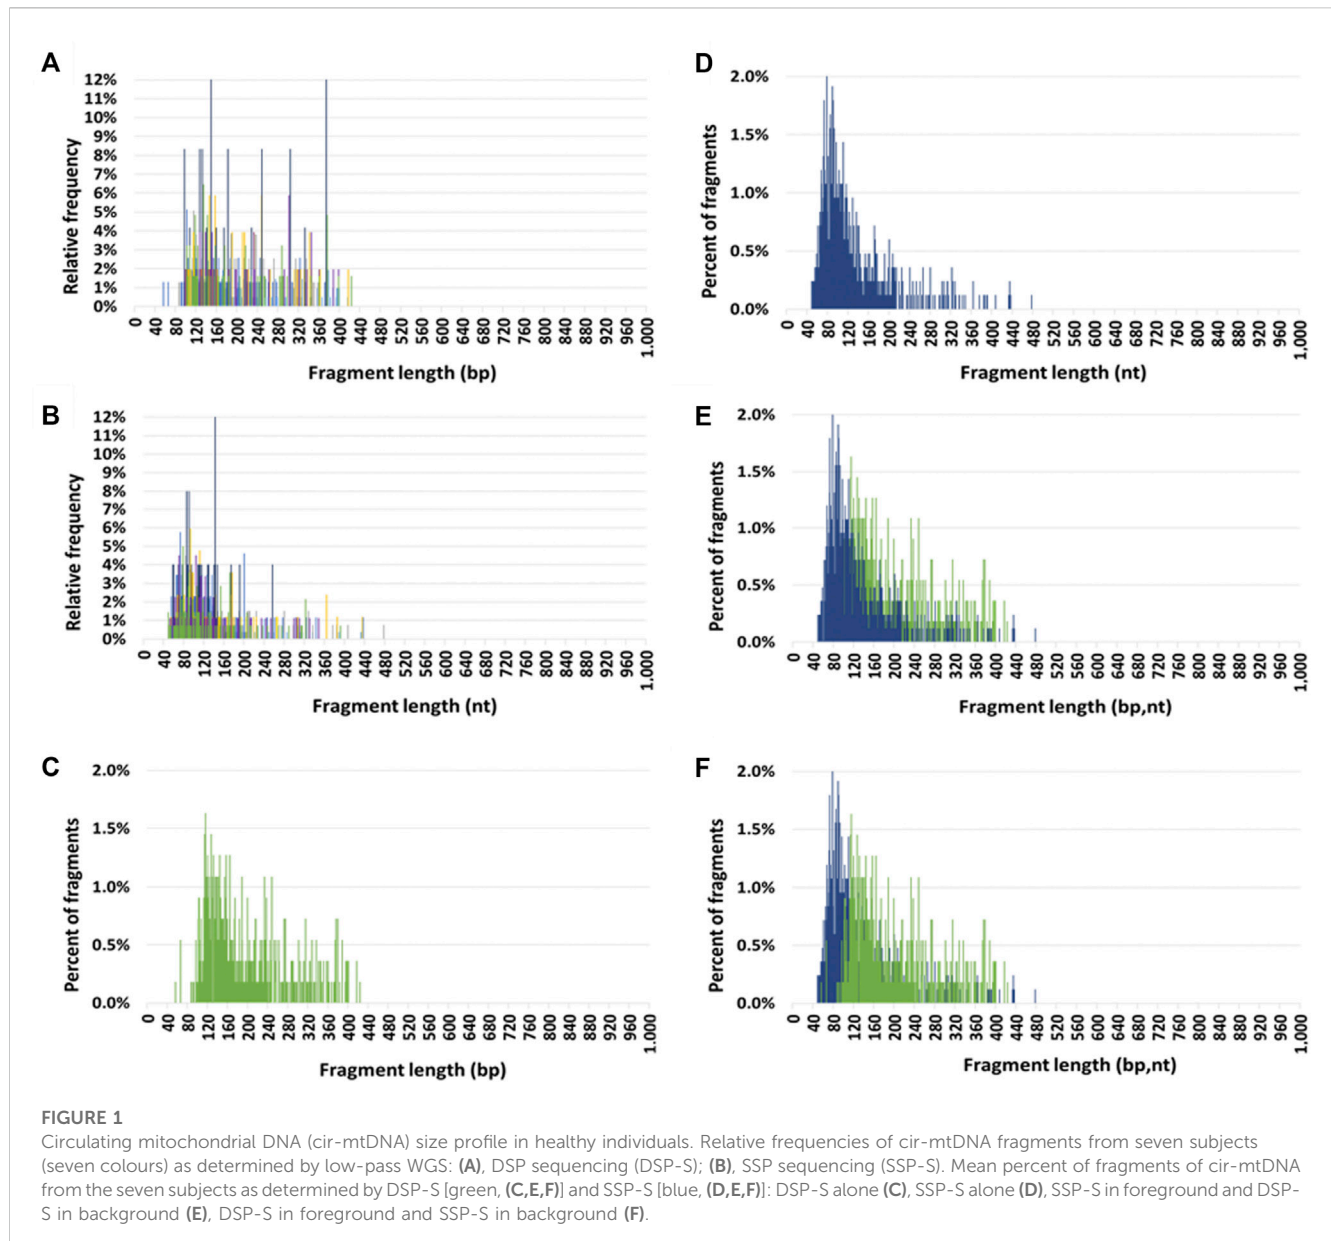 A
12%
11%
10%
9%
8%
7%
6%
5%
4%
3%
2%
1%
0%
Relative frequency
0 40 80 120 160 200 240 280 320 360 400 440 480 520 560 600 640 680 720 760 800 840 880 920 960 1.000
Fragment length (bp)
B
12%
11%
10%
9%
8%
7%
6%
5%
4%
3%
2%
1%
0%
Relative frequency
0 40 80 120 160 200 240 280 320 360 400 440 480 520 560 600 640 680 720 760 800 840 880 920 960 1.000
Fragment length (nt)
C
2.0%
1.5%
1.0%
0.5%
0.0%
Percent of fragments
0 40 80 120 160 200 240 280 320 360 400 440 480 520 560 600 640 680 720 760 800 840 880 920 960 1.000
Fragment length (bp)
D
2.0%
1.5%
1.0%
0.5%
0.0%
Percent of fragments
0 40 80 120 160 200 240 280 320 360 400 440 480 520 560 600 640 680 720 760 800 840 880 920 960 1.000
Fragment length (nt)
E
2.0%
1.5%
1.0%
0.5%
0.0%
Percent of fragments
0 40 80 120 160 200 240 280 320 360 400 440 480 520 560 600 640 680 720 760 800 840 880 920 960 1.000
Fragment length (bp,nt)
F
2.0%
1.5%
1.0%
0.5%
0.0%
Percent of fragments
0 40 80 120 160 200 240 280 320 360 400 440 480 520 560 600 640 680 720 760 800 840 880 920 960 1.000
Fragment length (bp,nt)
FIGURE 1
Circulating mitochondrial DNA (cir-mtDNA) size profile in healthy individuals. Relative frequencies of cir-mtDNA fragments from seven subjects
(seven colours) as determined by low-pass WGS: (A), DSP sequencing (DSP-S); (B), SSP sequencing (SSP-S). Mean percent of fragments of cir-mtDNA
from the seven subjects as determined by DSP-S [green, (C,E,F)] and SSP-S [blue, (D,E,F)]: DSP-S alone (C), SSP-S alone (D), SSP-S in foreground and DSP-
S in background (E), DSP-S in foreground and SSP-S in background (F).